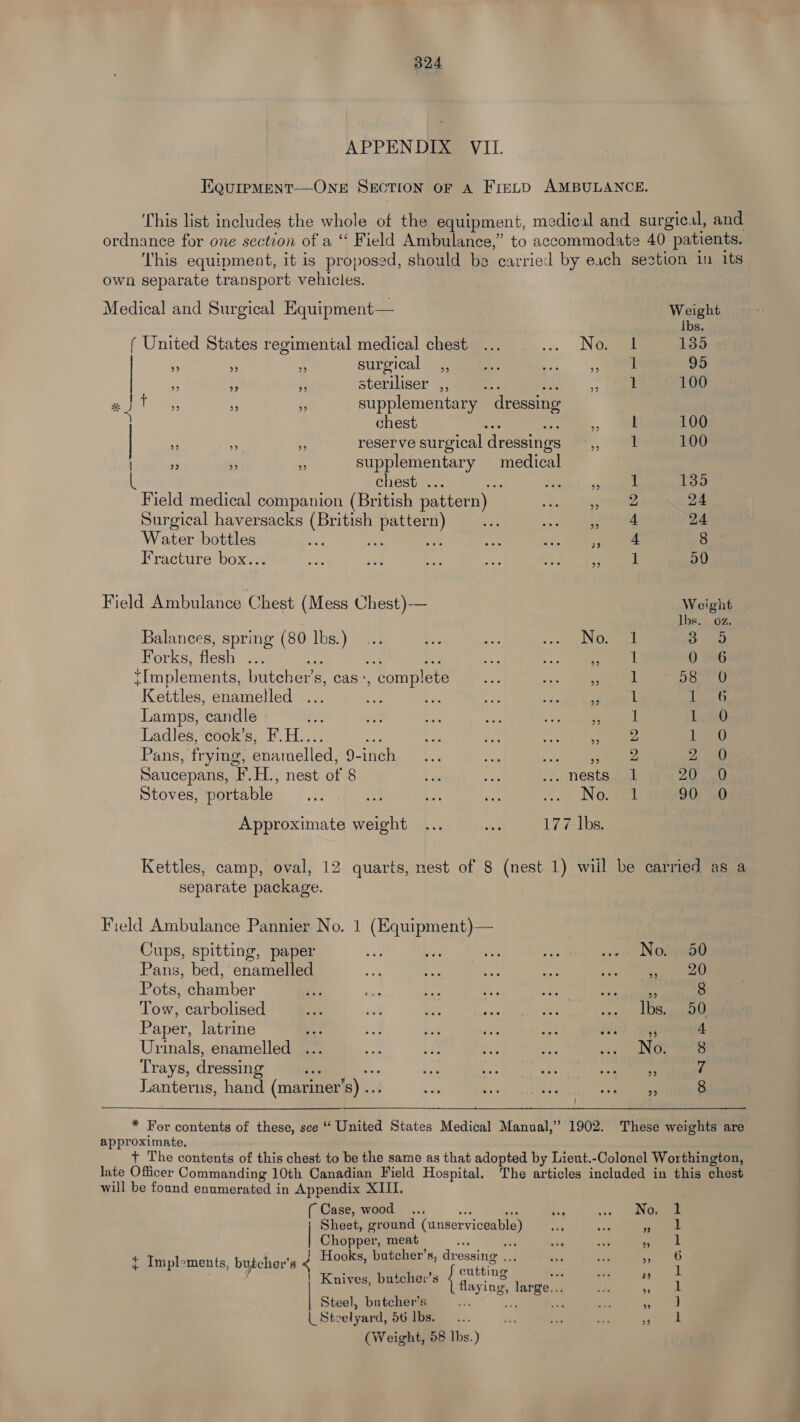 324
APPENDIX VII.
EQUIPMENT—ONE SECTION OF A FIELD AMBULANCE.
This list includes the whole of the equipment, medical and surgical, and
ordnance for one section of a “ Field Ambulance,” to accommodate 40 patients.
This equipment, it is proposed, should be carried by each section in its
own separate transport vehicles.
Medical and Surgical Equipment— Weight
lbs.
{ United States regimental medical chest ... ... No. 1 135
„ „ „ surgical „ ... ... „ 1 95
„ „ „ steriliser „ ... ... „ 1 100
* † „ „ „ supplementary dressing
chest ... ... „ 1 100
„ „ „ reserve surgical dressings „ 1 100
„ „ „ supplementary medical
chest ... ... ... „ 1 135
Field medical companion (British pattern) ... „ 2 24
Surgical haversacks (British pattern) ... ... „ 4 24
Water bottles ... ... ... ... ... „ 4 8
Fracture box... ... ... ... ... ... „ 1 50
Field Ambulance Chest (Mess Chest)— Weight
lbs. oz.
Balances, spring (80 lbs.) ... ... ... ... No. 1 3 5
Forks, flesh ... ... ... ... ... ... „ 1 0 6
‡Implements, butcher's, case, complete ... ... „ 1 58 0
Kettles, enamelled ... ... ... ... ... „ 1 1 6
Lamps, candle ... ... ... ... ... „ 1 1 0
Ladles, cook's, F.H.... ... ... ... ... „ 2 1 0
Pans, frying, enamelled, 9-inch ... ... ... „ 2 2 0
Saucepans, F.H., nest of 8 ... ... ... nests 1 20 0
Stoves, portable ... ... ... ... ... No. 1 90 0
Approximate weight ... ... 177 lbs.
Kettles, camp, oval, 12 quarts, nest of 8 (nest 1) will be carried as a
separate package.
Field Ambulance Pannier No. 1 (Equipment)—
Cups, spitting, paper ... ... ... ... ... No. 50
Pans, bed, enamelled ... ... ... ... ... „ 20
Pots, chamber ... ... ... ... ... ... „ 8
Tow, carbolised ... ... ... ... ... ... lbs. 50
Paper, latrine ... ... ... ... ... ... „ 4
Urinals, enamelled ... ... ... ... ... ... No. 8
Trays, dressing ... ... ... ... ... ... „ 7
Lanterns, hand (mariner's) ... ... ... ... ... „ 8
* For contents of these, see “ United States Medical Manual,” 1902. These weights are
approximate.
† The contents of this chest to be the same as that adopted by Lieut.-Colonel Worthington,
late Officer Commanding 10th Canadian Field Hospital. The articles included in this chest
will be found enumerated in Appendix XIII.
{ Case, wood ... ... ... ... ... No. 1
Sheet, ground (unserviceable) ... ... „ 1
Chopper, meat ... ... ... ... „ 1
‡ Implements, butcher's { Hooks, butcher's, dressing ... ... ... „ 6
Knives, butcher's { cutting ... ... „ 1
flaying, large... ... „ 1
Steel, butcher's ... ... ... ... „ 1
Steelyard, 56 lbs. ... ... ... ... „ 1
(Weight, 58 lbs.)